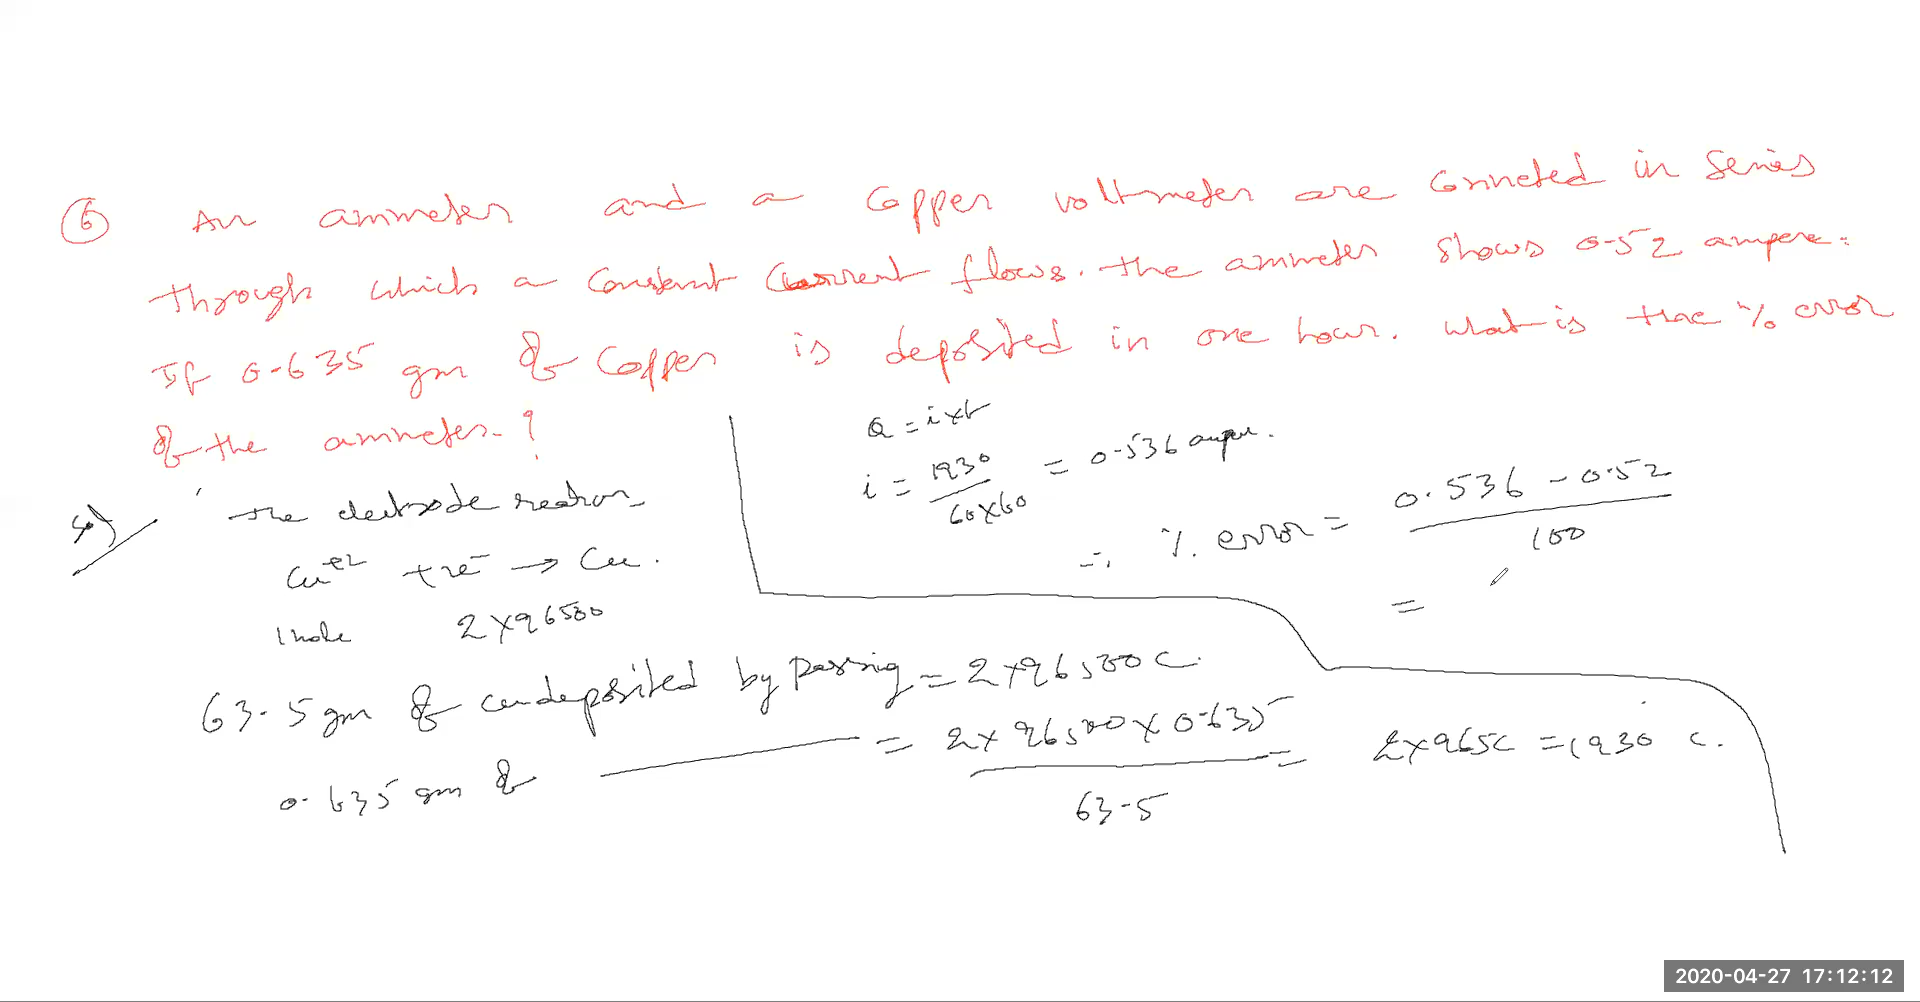 ⑥ An ammeter and a Copper voltmeter are Connected in Series
through which a Constant Current flows. The ammeter shows 0.52 ampere.
If 0.635 gm of Copper is deposited in one hour. What is the % error
of the ammeter. ?
Q = i×t
i = 1930 / 60×60 = 0.536 amper.
∴ % error = 0.536 - 0.52 / 100
=
Sol) The electrode reaction
Cu+2 + 2e- → Cu.
1 mole 2×96500
63.5 gm of Cu deposited by passing = 2×96500 C.
0.635 gm of ——— = 2×96500×0.635 / 63.5 = 2×965C = 1930 C.
2020-04-27 17:12:12